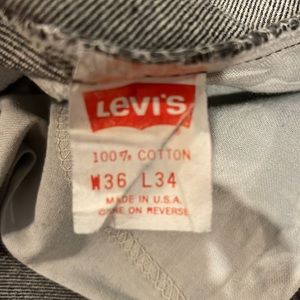 LEVI'S
100% COTTON
W36 L34
MADE IN U.S.A.
CARE ON REVERSE